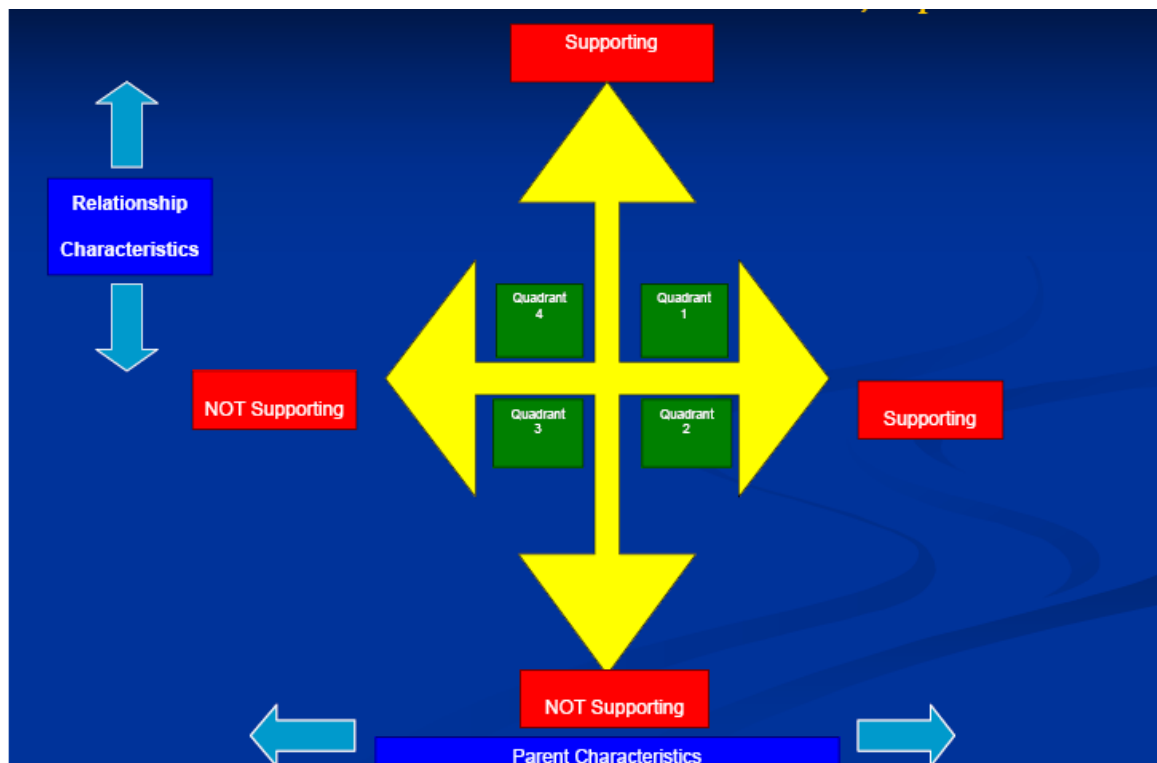 Supporting
Relationship
Characteristics
Quadrant
4
Quadrant
1
NOT Supporting
Supporting
Quadrant
3
Quadrant
2
NOT Supporting
Parent Characteristics